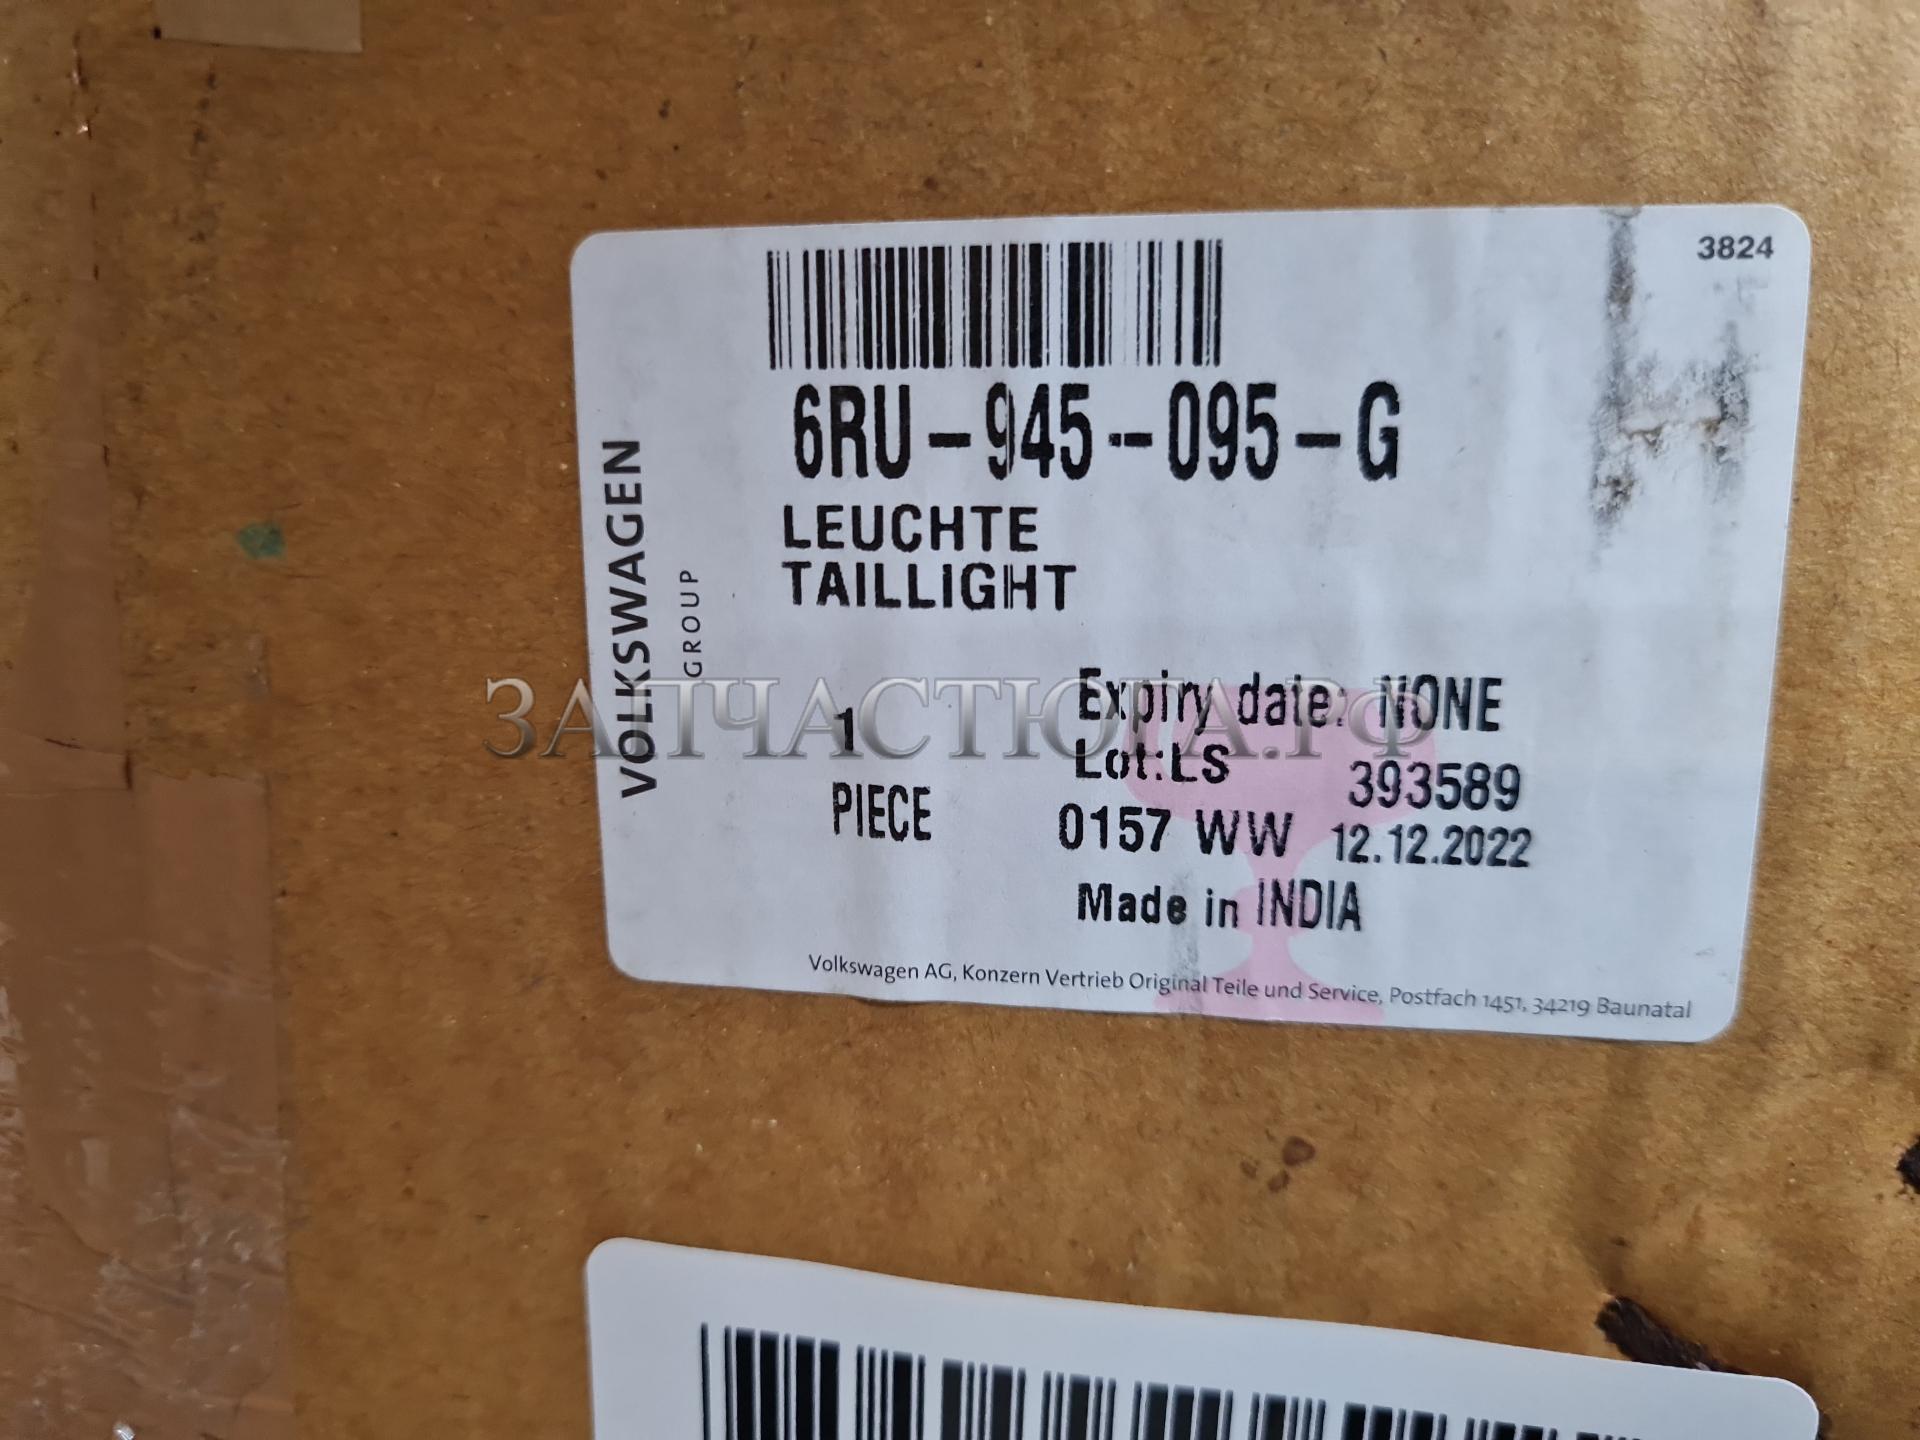 3824
6RU-945-095-G
LEUCHTE
TAILLIGHT
VOLKSWAGEN
GROUP
ЗАПЧАСТЮГА.РФ
1
PIECE
Expiry date: NONE
Lot:LS 393589
0157 WW 12.12.2022
Made in INDIA
Volkswagen AG, Konzern Vertrieb Original Teile und Service, Postfach 1451, 34219 Baunatal